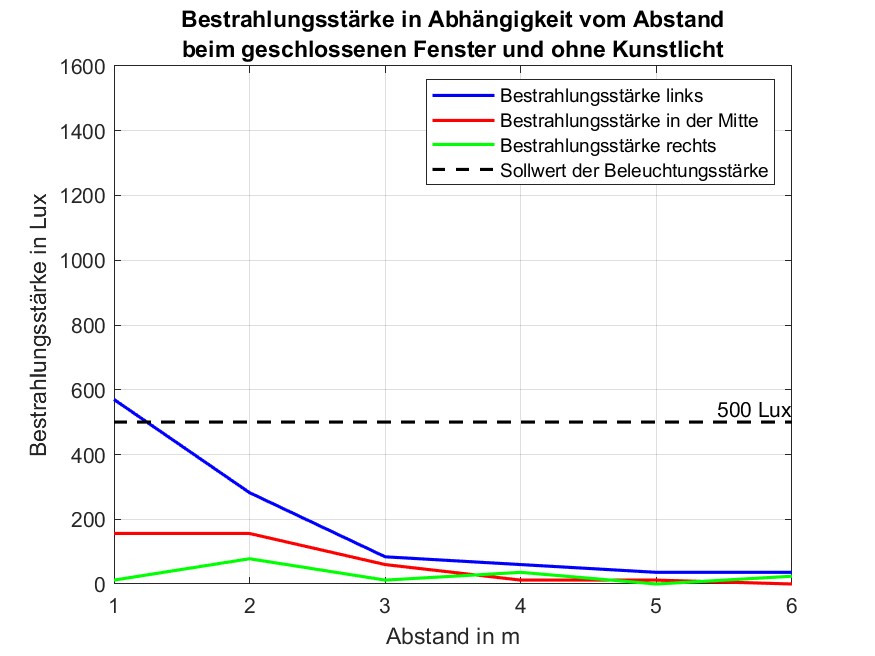 Bestrahlungsstärke in Abhängigkeit vom Abstand
beim geschlossenen Fenster und ohne Kunstlicht
Bestrahlungsstärke in Lux
1600
1400
1200
1000
800
600
400
200
0
Bestrahlungsstärke links
Bestrahlungsstärke in der Mitte
Bestrahlungsstärke rechts
Sollwert der Beleuchtungsstärke
500 Lux
1 2 3 4 5 6
Abstand in m